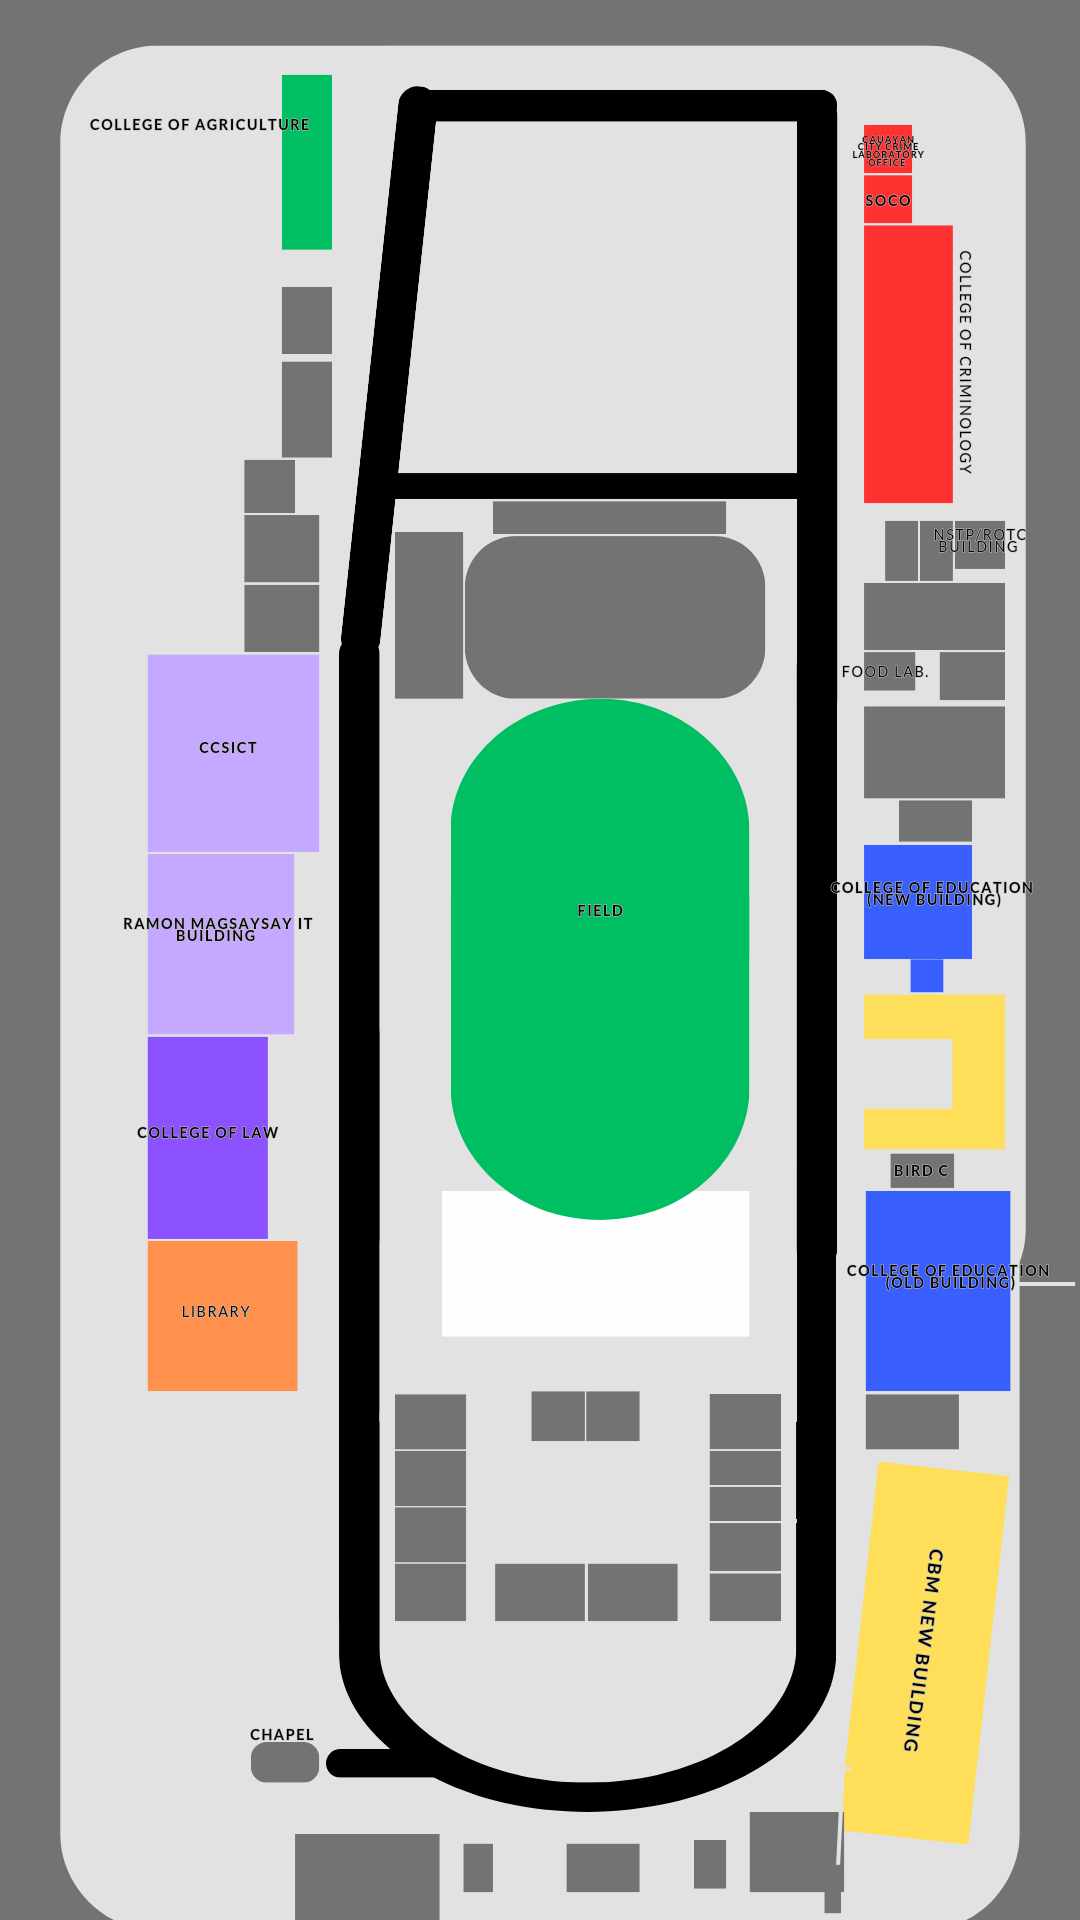 COLLEGE OF AGRICULTURE
CAUAYAN
CITY CRIME
LABORATORY
OFFICE
SOCO
COLLEGE OF CRIMINOLOGY
NSTP/ROTC
BUILDING
FOOD LAB.
CCSICT
COLLEGE OF EDUCATION
(NEW BUILDING)
FIELD
RAMON MAGSAYSAY IT
BUILDING
COLLEGE OF LAW
BIRD C
COLLEGE OF EDUCATION
(OLD BUILDING)
LIBRARY
CBM NEW BUILDING
CHAPEL